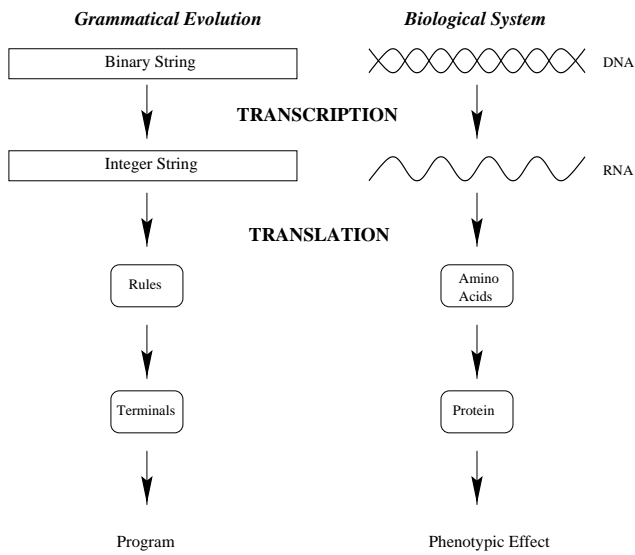 Grammatical Evolution
Biological System
Binary String
DNA
TRANSCRIPTION
Integer String
RNA
TRANSLATION
Rules
Amino
Acids
Terminals
Protein
Program
Phenotypic Effect